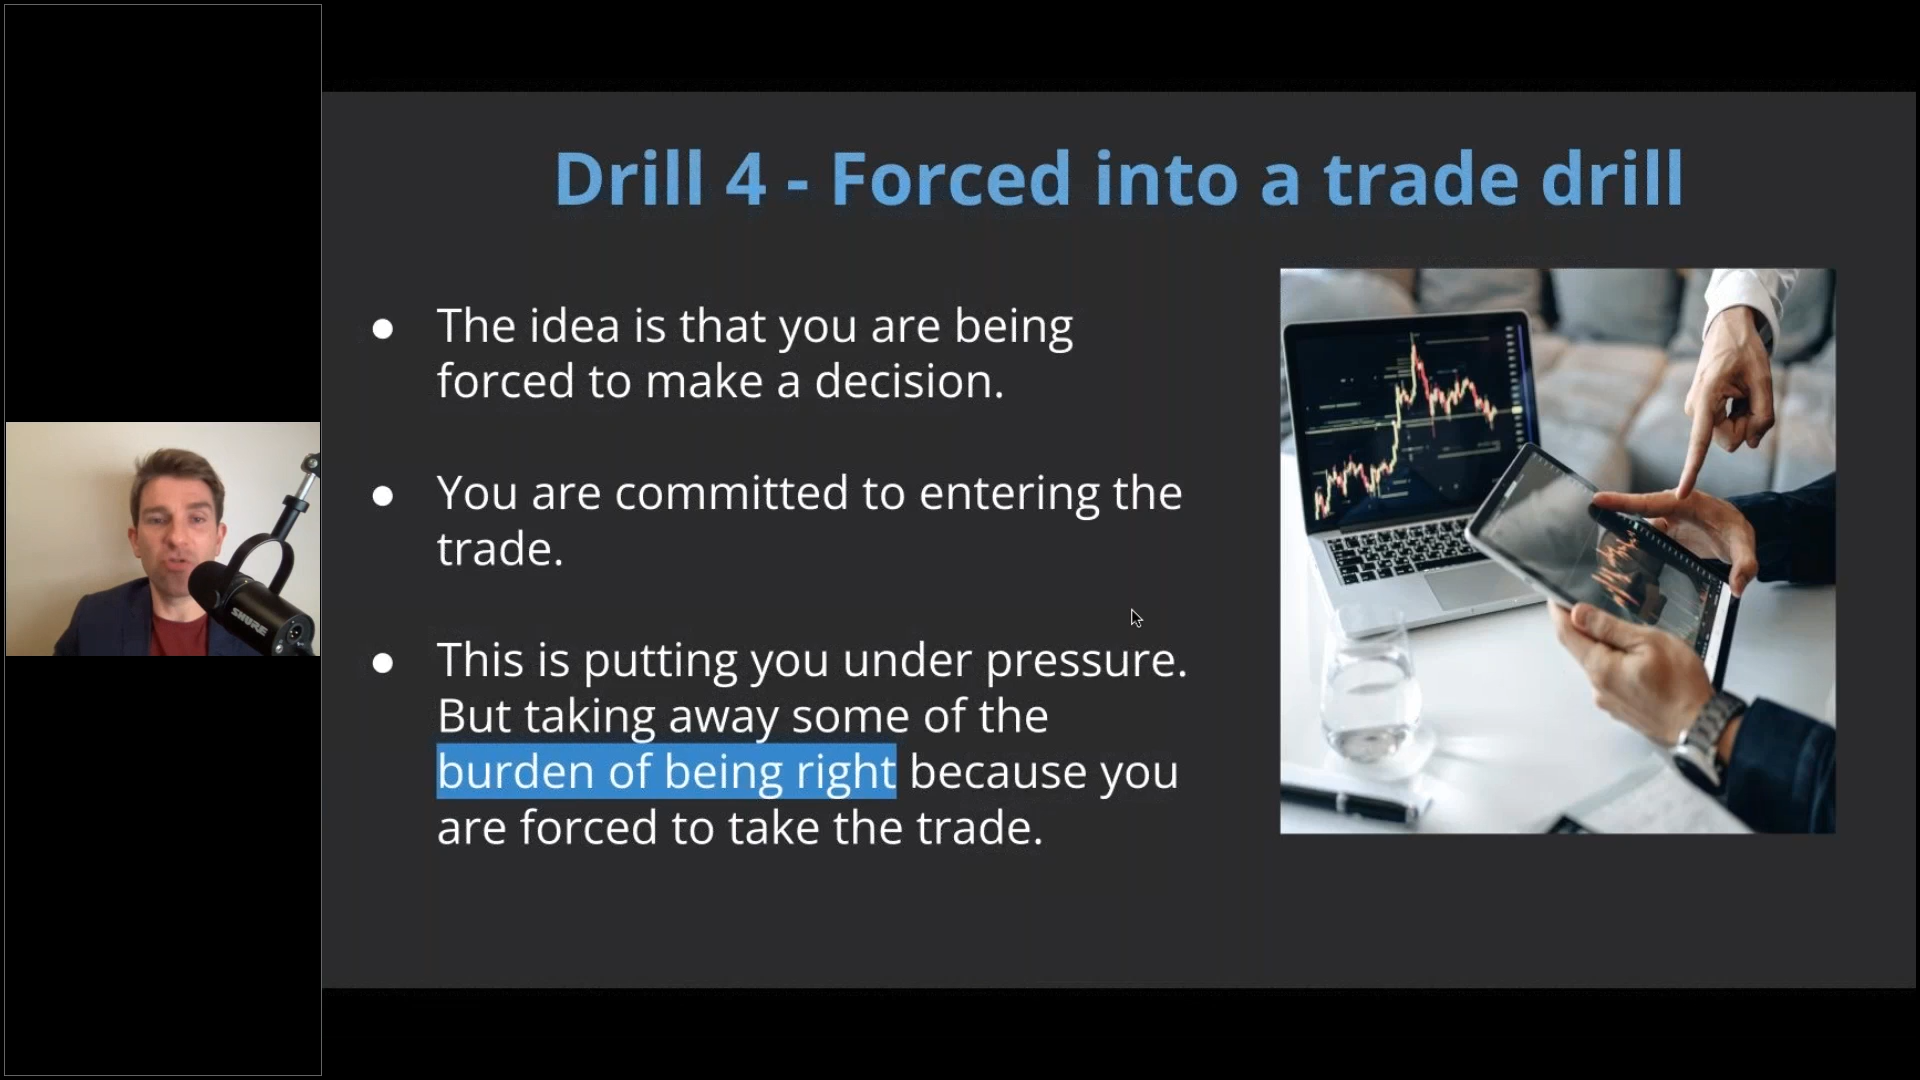 Drill 4 - Forced into a trade drill
● The idea is that you are being
forced to make a decision.
● You are committed to entering the
trade.
● This is putting you under pressure.
But taking away some of the
burden of being right because you
are forced to take the trade.
SHURE